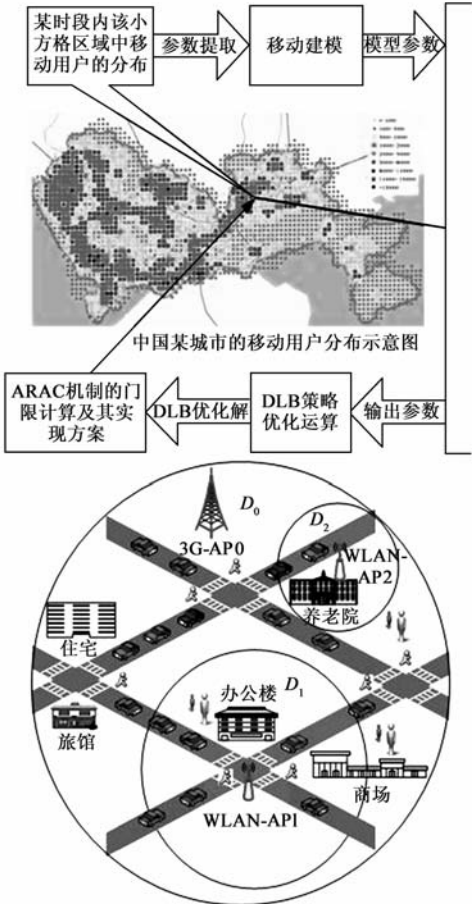 某时段内该小
方格区域中移
动用户的分布
参数提取
移动建模
模型参数
中国某城市的移动用户分布示意图
ARAC机制的门
限计算及其实
现方案
DLB优化解
DLB策略
优化运算
输出参数
D0
3G-AP0
D2
WLAN-
AP2
养老院
住宅
办公楼
D1
旅馆
商场
WLAN-AP1